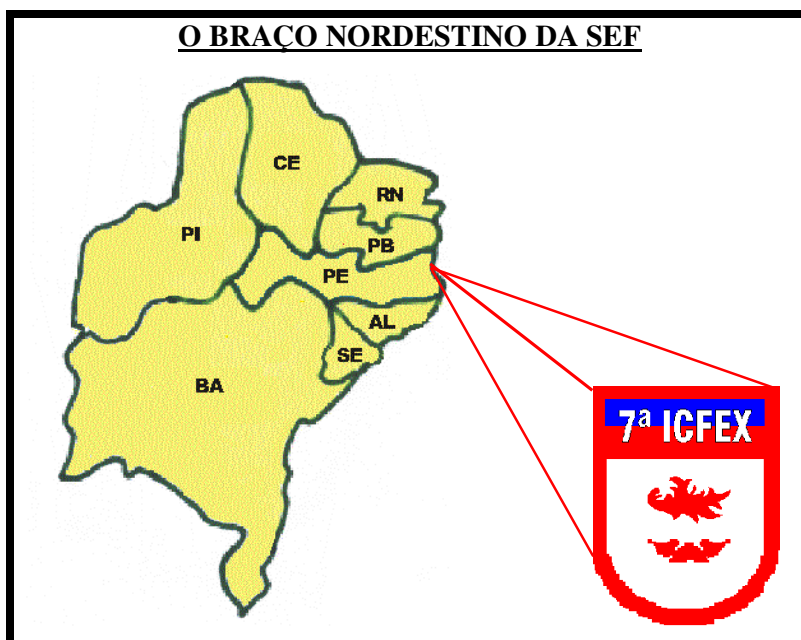 O BRAÇO NORDESTINO DA SEF
CE
RN
PI
PB
PE
AL
SE
BA
7ª ICFEX